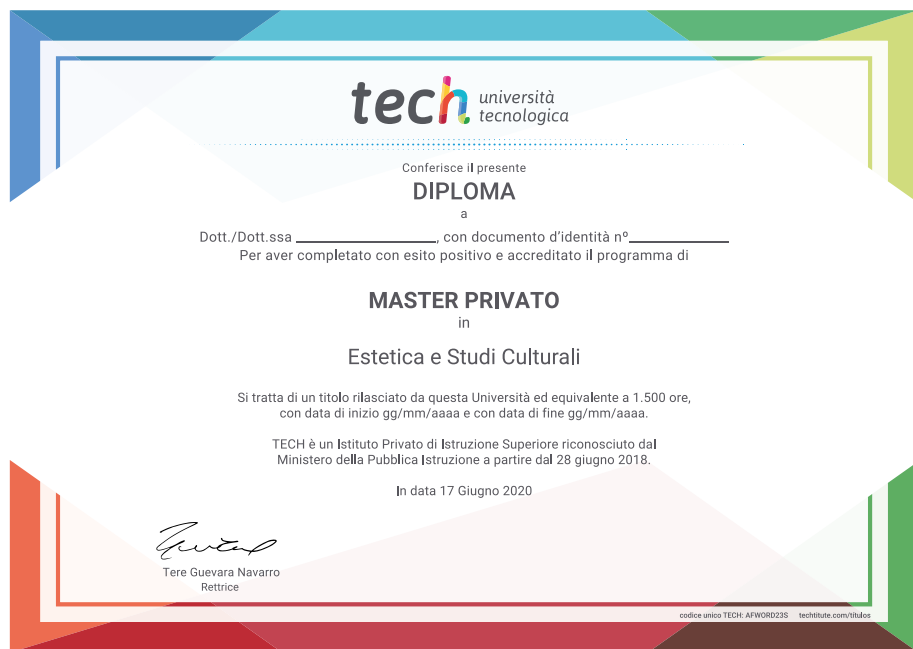 tech università
tecnologica
Conferisce il presente
DIPLOMA
a
Dott./Dott.ssa ________________, con documento d'identità nº___________
Per aver completato con esito positivo e accreditato il programma di
MASTER PRIVATO
in
Estetica e Studi Culturali
Si tratta di un titolo rilasciato da questa Università ed equivalente a 1.500 ore,
con data di inizio gg/mm/aaaa e con data di fine gg/mm/aaaa.
TECH è un Istituto Privato di Istruzione Superiore riconosciuto dal
Ministero della Pubblica Istruzione a partire dal 28 giugno 2018.
In data 17 Giugno 2020
Tere Guevara Navarro
Rettrice
codice unico TECH: AFWORD23S techtitute.com/titulos